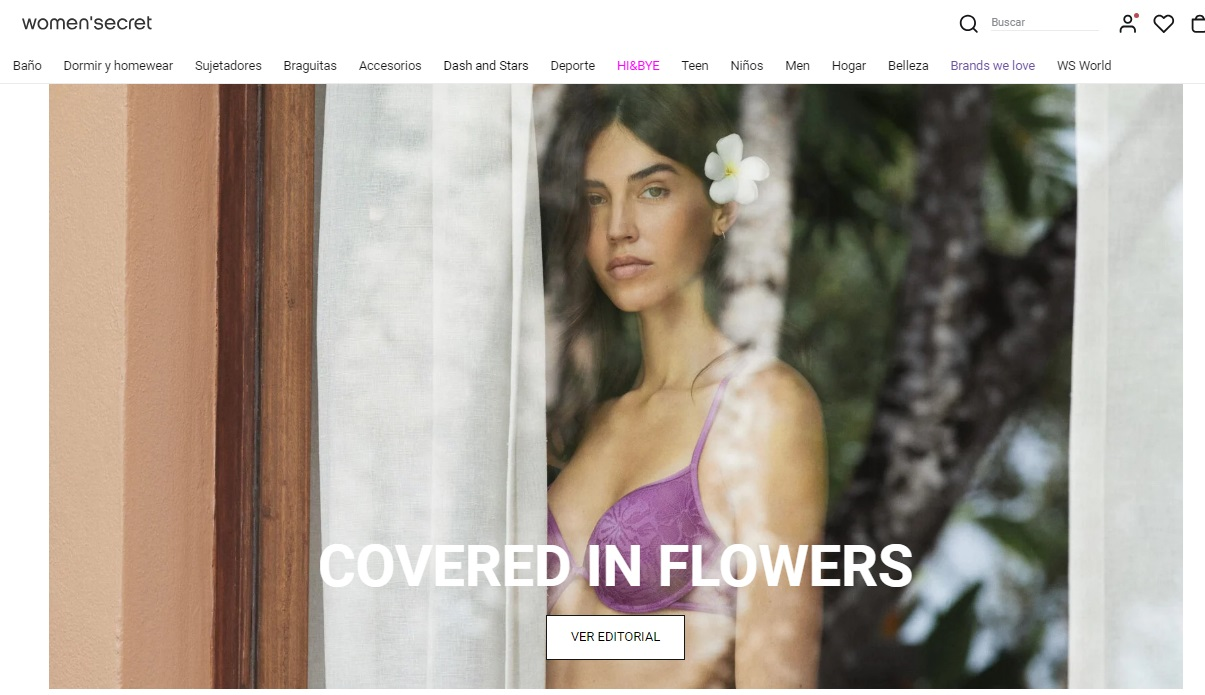 women'secret
Buscar
Baño Dormir y homewear Sujetadores Braguitas Accesorios Dash and Stars Deporte HI&BYE Teen Niños Men Hogar Belleza Brands we love WS World
COVERED IN FLOWERS
VER EDITORIAL